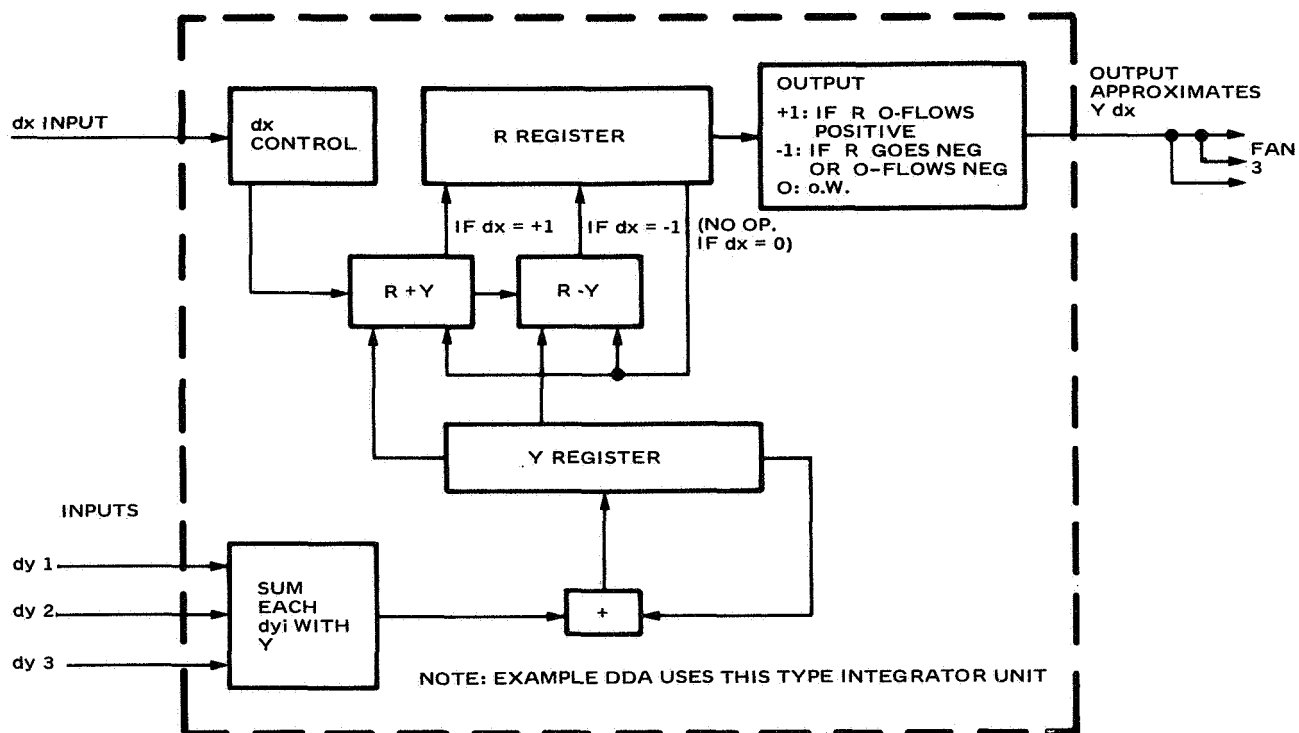 dx INPUT
dx
CONTROL
R REGISTER
OUTPUT
+1: IF R O-FLOWS
POSITIVE
-1: IF R GOES NEG
OR O-FLOWS NEG
O: o.W.
OUTPUT
APPROXIMATES
Y dx
FAN
3
IF dx = +1
IF dx = -1
(NO OP.
IF dx = 0)
R +Y
R -Y
Y REGISTER
INPUTS
dy 1
dy 2
dy 3
SUM
EACH
dyi WITH
Y
+
NOTE: EXAMPLE DDA USES THIS TYPE INTEGRATOR UNIT